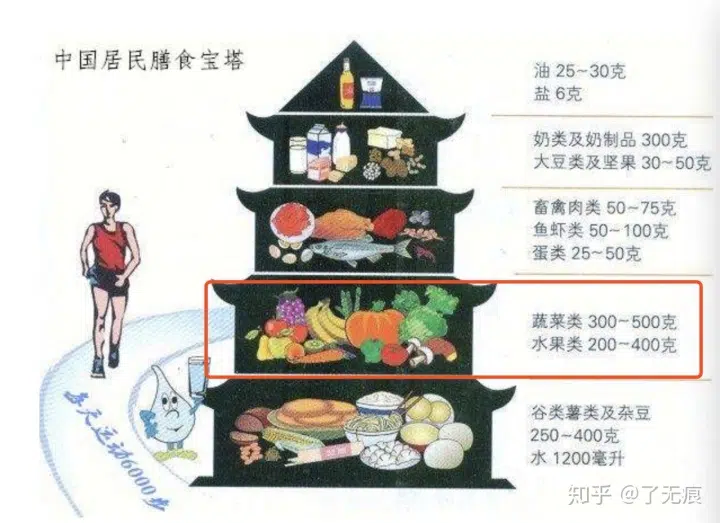 中国居民膳食宝塔
油 25~30克
盐 6克
奶类及奶制品 300克
大豆类及坚果 30~50克
畜禽肉类 50~75克
鱼虾类 50~100克
蛋类 25~50克
蔬菜类 300~500克
水果类 200~400克
谷类薯类及杂豆
250~400克
水 1200毫升
每天运动6000步
知乎 @了无痕